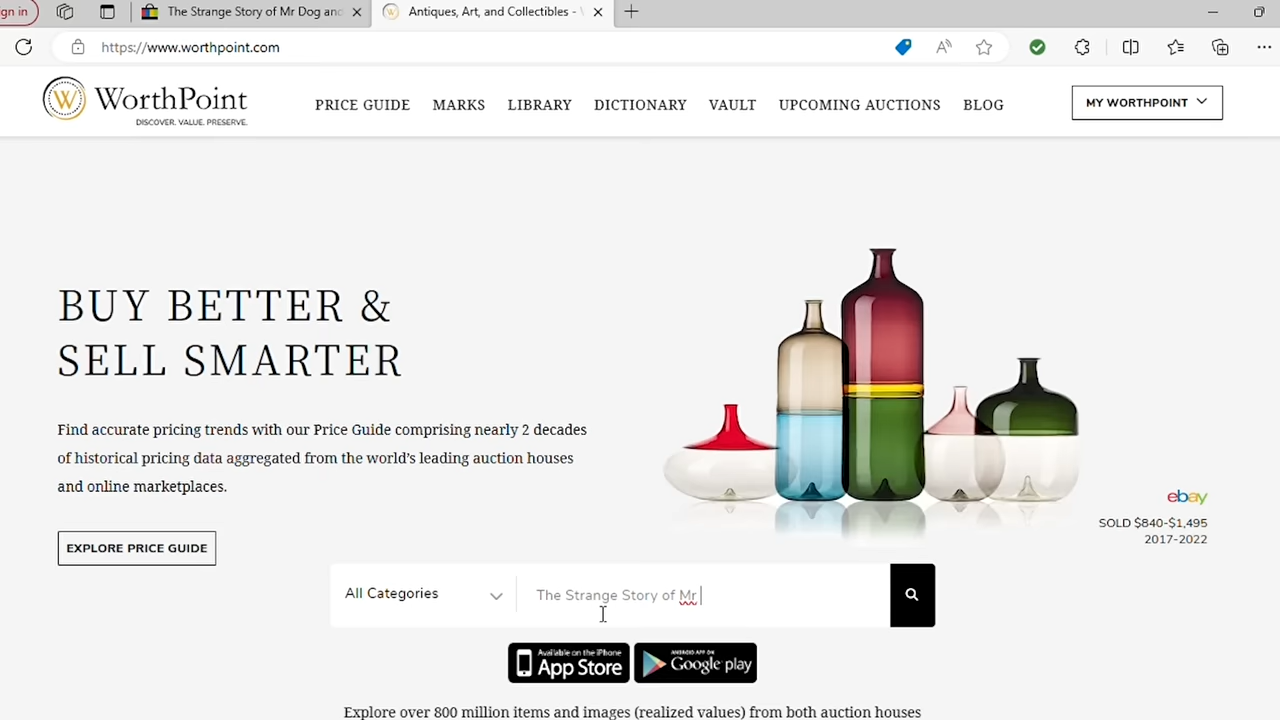 ign in
The Strange Story of Mr Dog and
Antiques, Art, and Collectibles -
https://www.worthpoint.com
W
WorthPoint
DISCOVER. VALUE. PRESERVE.
PRICE GUIDE
MARKS
LIBRARY
DICTIONARY
VAULT
UPCOMING AUCTIONS
BLOG
MY WORTHPOINT
BUY BETTER &
SELL SMARTER
Find accurate pricing trends with our Price Guide comprising nearly 2 decades
of historical pricing data aggregated from the world's leading auction houses
and online marketplaces.
ebay
SOLD $840-$1,495
2017-2022
EXPLORE PRICE GUIDE
All Categories
The Strange Story of Mr
Available on the iPhone
App Store
ANDROID APP ON
Google play
Explore over 800 million items and images (realized values) from both auction houses